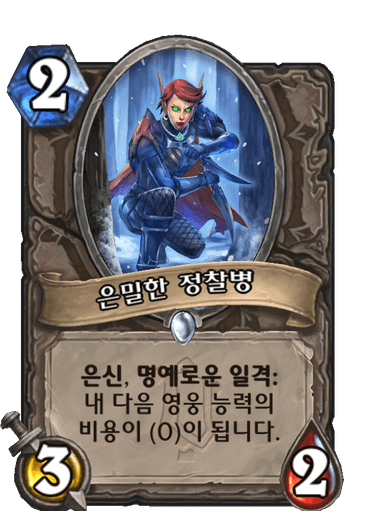 2
은밀한 정찰병
은신, 명예로운 일격:
내 다음 영웅 능력의
비용이 (0)이 됩니다.
3
2